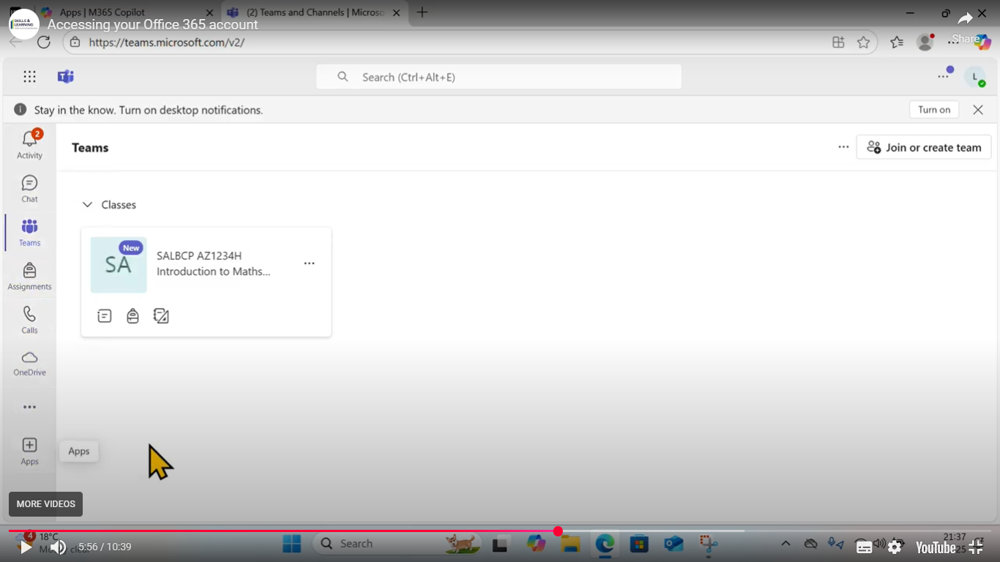 Apps | M365 Copilot
(2) Teams and Channels | Microso
SKILLS &
LEARNING
Accessing your Office 365 account
Share
https://teams.microsoft.com/v2/
Search (Ctrl+Alt+E)
L
Stay in the know. Turn on desktop notifications.
Turn on
2
Activity
Teams
Join or create team
Chat
Classes
Teams
New
SA
SALBCP AZ1234H
Introduction to Maths...
Assignments
Calls
OneDrive
Apps
Apps
MORE VIDEOS
4
18°C
Search
21:37
5:56 / 10:39
YouTube